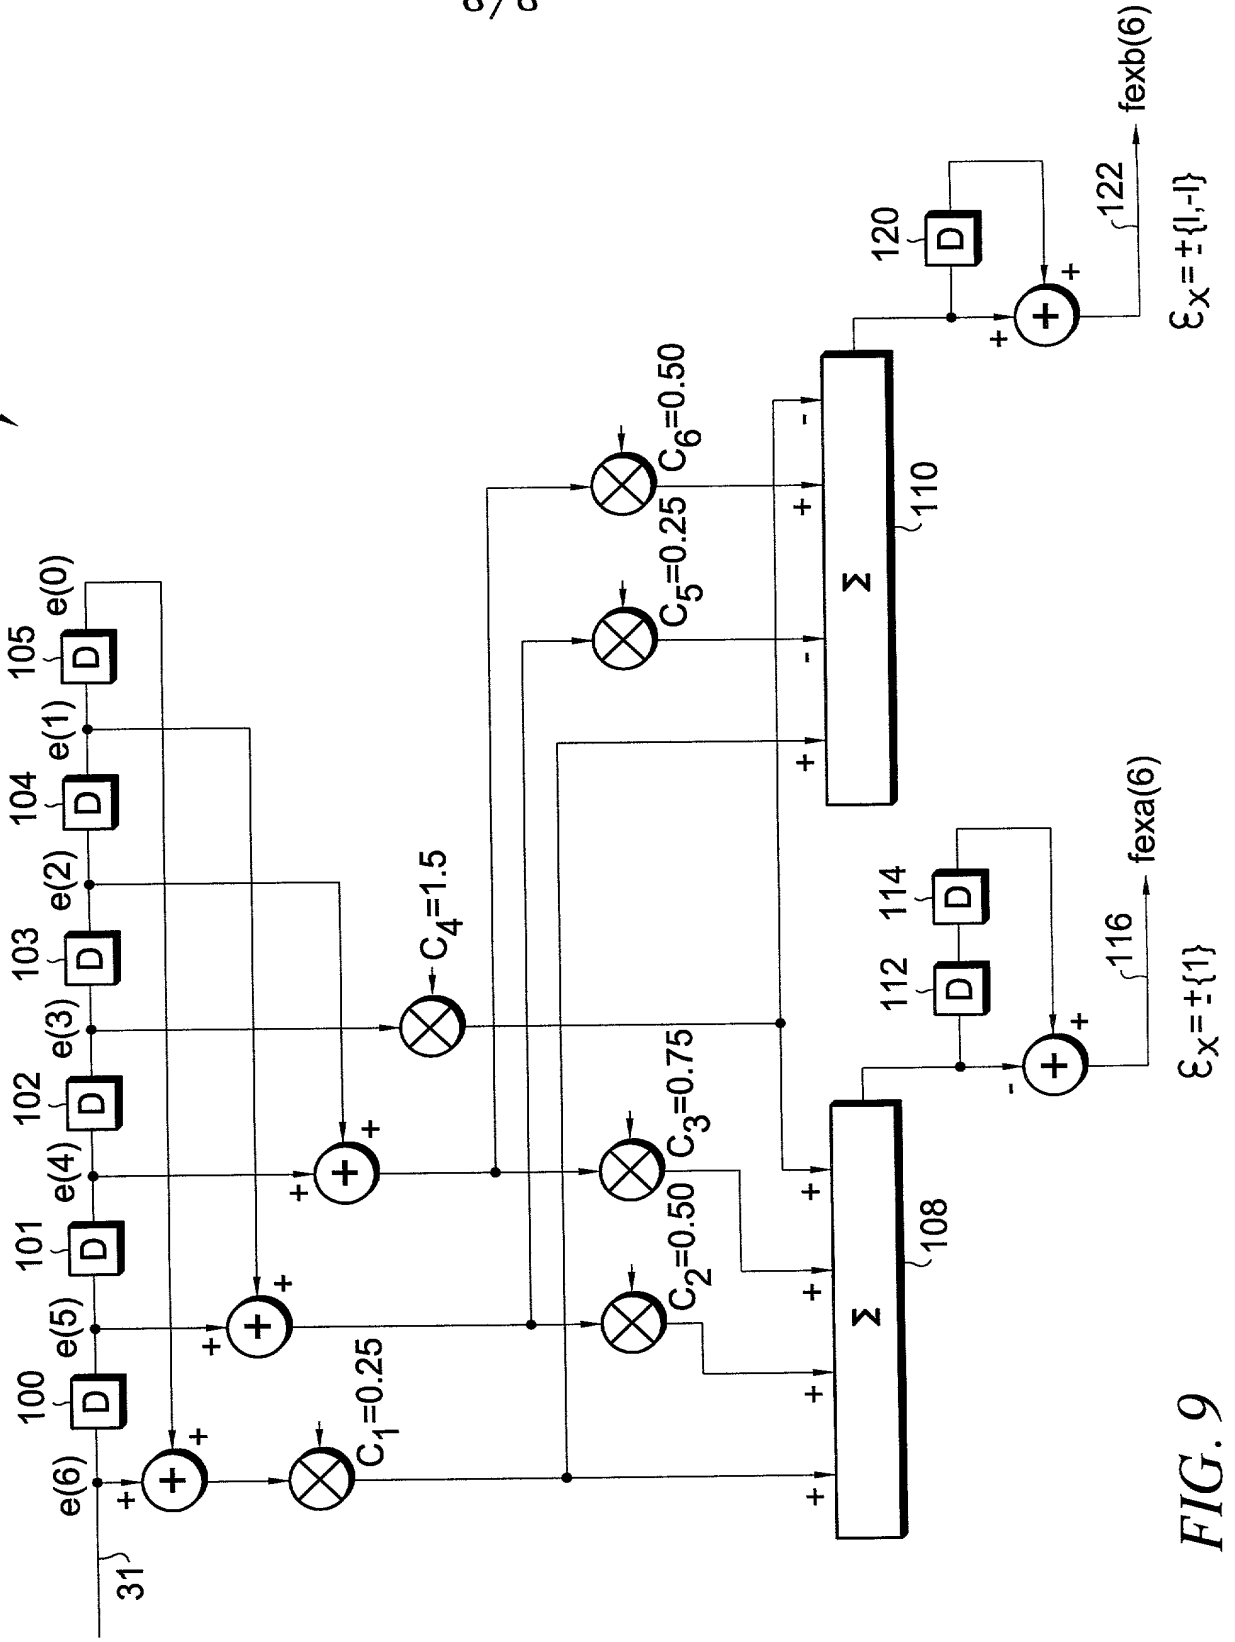 8/8
31
e(6)
100
D
e(5)
101
D
e(4)
102
D
e(3)
103
D
e(2)
104
D
e(1)
105
D
e(0)
+
+
+
+
+
+
+
+
+
C1=0.25
C4=1.5
C2=0.50
C3=0.75
C5=0.25
C6=0.50
+
+
+
+
Σ
108
+
-
+
-
Σ
110
112
D
114
D
-
+
+
116
fexa(6)
εx=±{1}
120
D
+
+
+
122
fexb(6)
εx=±{I,-I}
FIG. 9